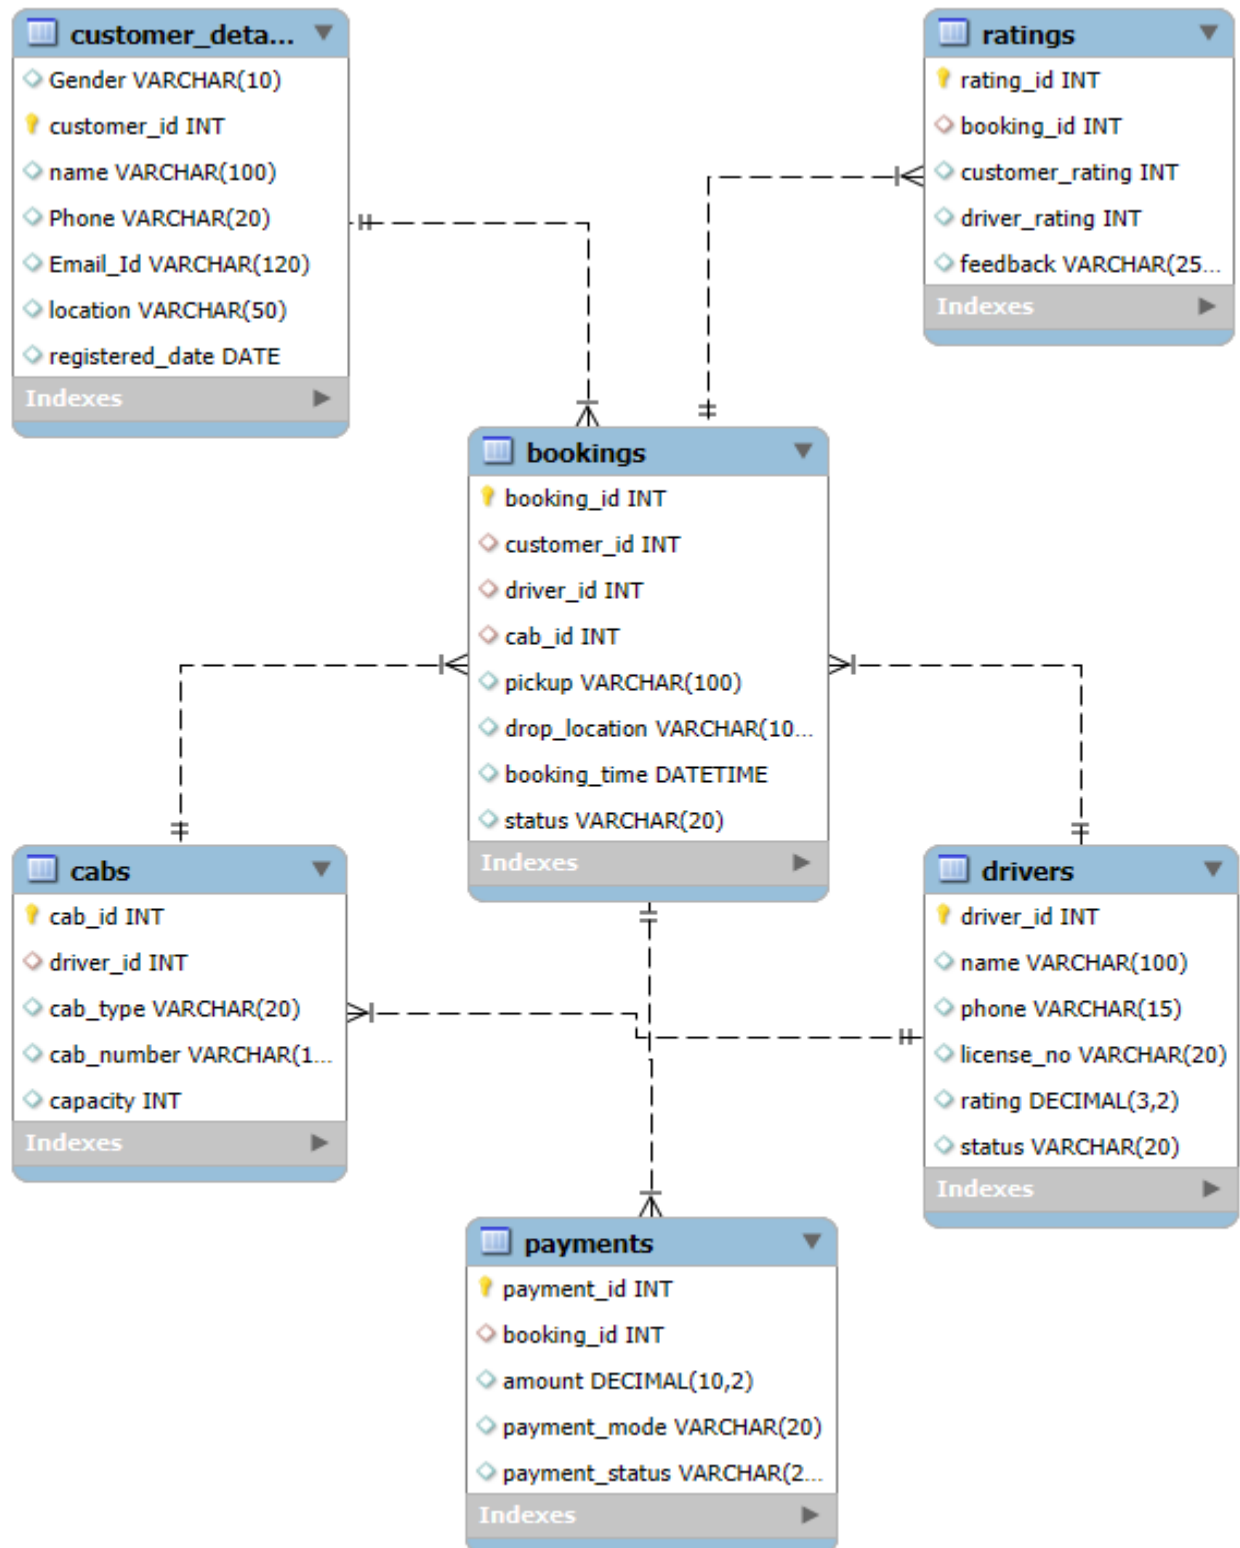 customer_deta...
Gender VARCHAR(10)
customer_id INT
name VARCHAR(100)
Phone VARCHAR(20)
Email_Id VARCHAR(120)
location VARCHAR(50)
registered_date DATE
Indexes
ratings
rating_id INT
booking_id INT
customer_rating INT
driver_rating INT
feedback VARCHAR(25...
Indexes
bookings
booking_id INT
customer_id INT
driver_id INT
cab_id INT
pickup VARCHAR(100)
drop_location VARCHAR(10...
booking_time DATETIME
status VARCHAR(20)
Indexes
cabs
cab_id INT
driver_id INT
cab_type VARCHAR(20)
cab_number VARCHAR(1...
capacity INT
Indexes
drivers
driver_id INT
name VARCHAR(100)
phone VARCHAR(15)
license_no VARCHAR(20)
rating DECIMAL(3,2)
status VARCHAR(20)
Indexes
payments
payment_id INT
booking_id INT
amount DECIMAL(10,2)
payment_mode VARCHAR(20)
payment_status VARCHAR(2...
Indexes